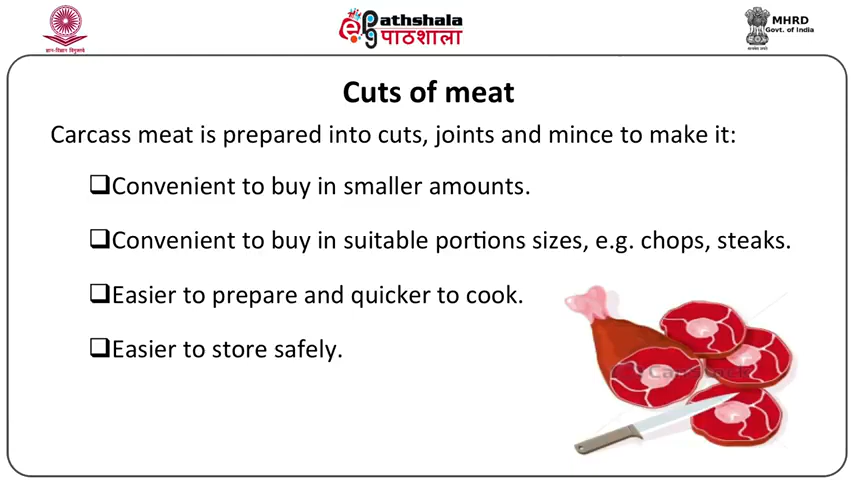 Pathshala
पाठशाला
MHRD
Govt. of India
Cuts of meat
Carcass meat is prepared into cuts, joints and mince to make it:
Convenient to buy in smaller amounts.
Convenient to buy in suitable portions sizes, e.g. chops, steaks.
Easier to prepare and quicker to cook.
Easier to store safely.